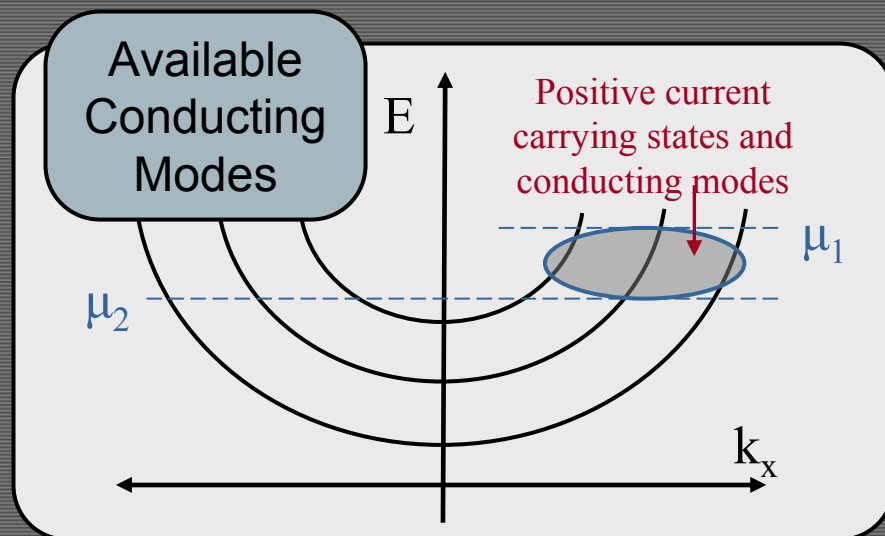 Available
Conducting
Modes
E
Positive current
carrying states and
conducting modes
μ₁
μ₂
kₓ